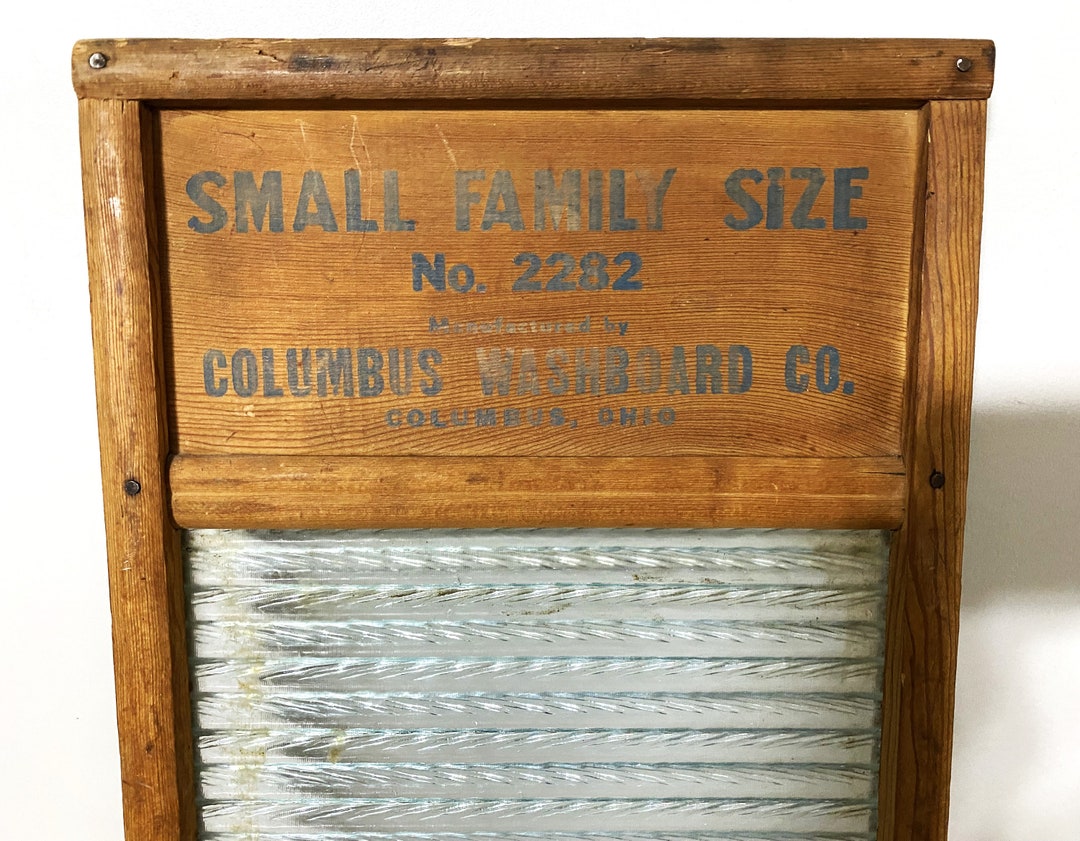 SMALL FAMILY SIZE
No. 2282
Manufactured by
COLUMBUS WASHBOARD CO.
COLUMBUS, OHIO